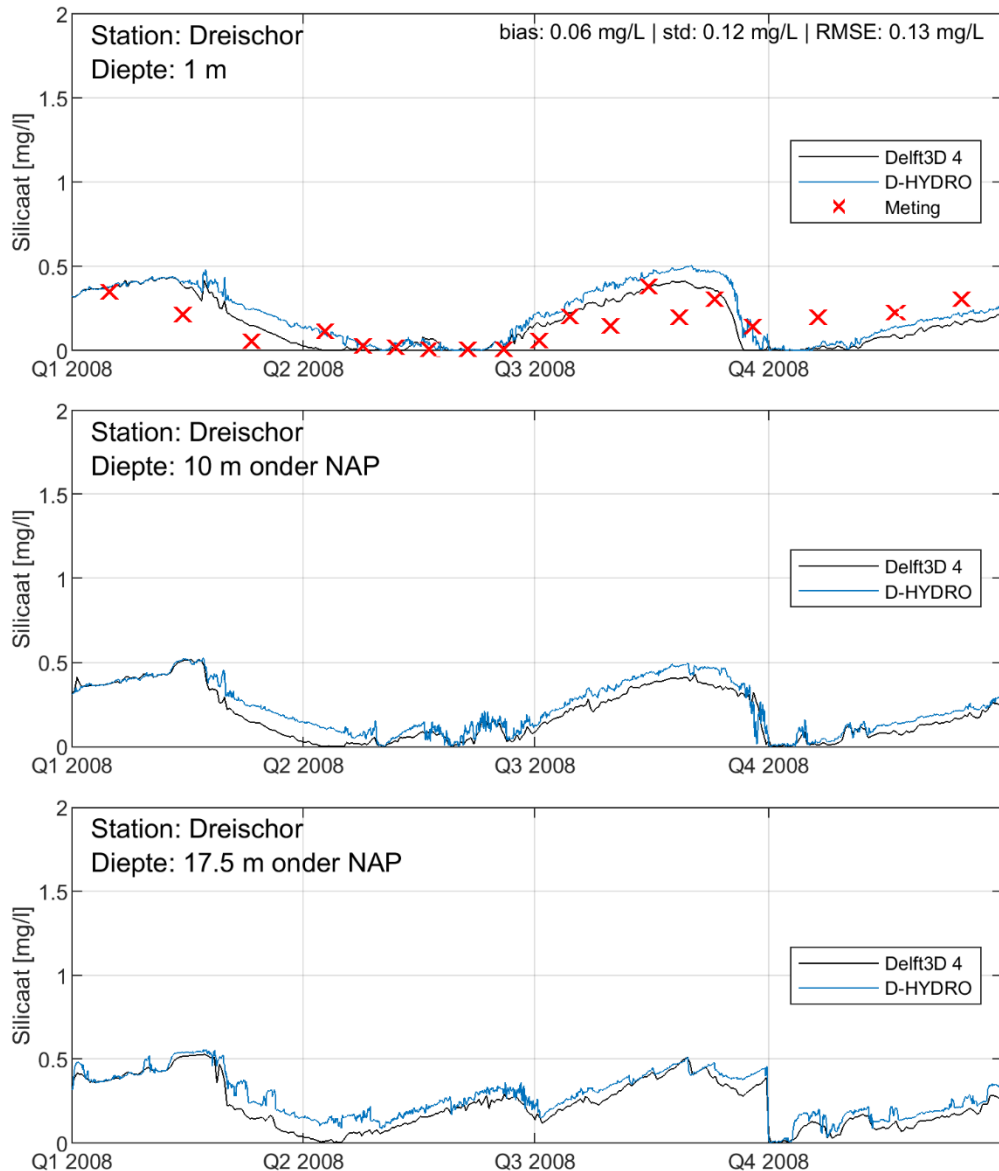 Station: Dreischor
Diepte: 1 m
bias: 0.06 mg/L | std: 0.12 mg/L | RMSE: 0.13 mg/L
2
1.5
1
0.5
0
Silicaat [mg/l]
Delft3D 4
D-HYDRO
Meting
Q1 2008
Q2 2008
Q3 2008
Q4 2008
Station: Dreischor
Diepte: 10 m onder NAP
2
1.5
1
0.5
0
Silicaat [mg/l]
Delft3D 4
D-HYDRO
Q1 2008
Q2 2008
Q3 2008
Q4 2008
Station: Dreischor
Diepte: 17.5 m onder NAP
2
1.5
1
0.5
0
Silicaat [mg/l]
Delft3D 4
D-HYDRO
Q1 2008
Q2 2008
Q3 2008
Q4 2008